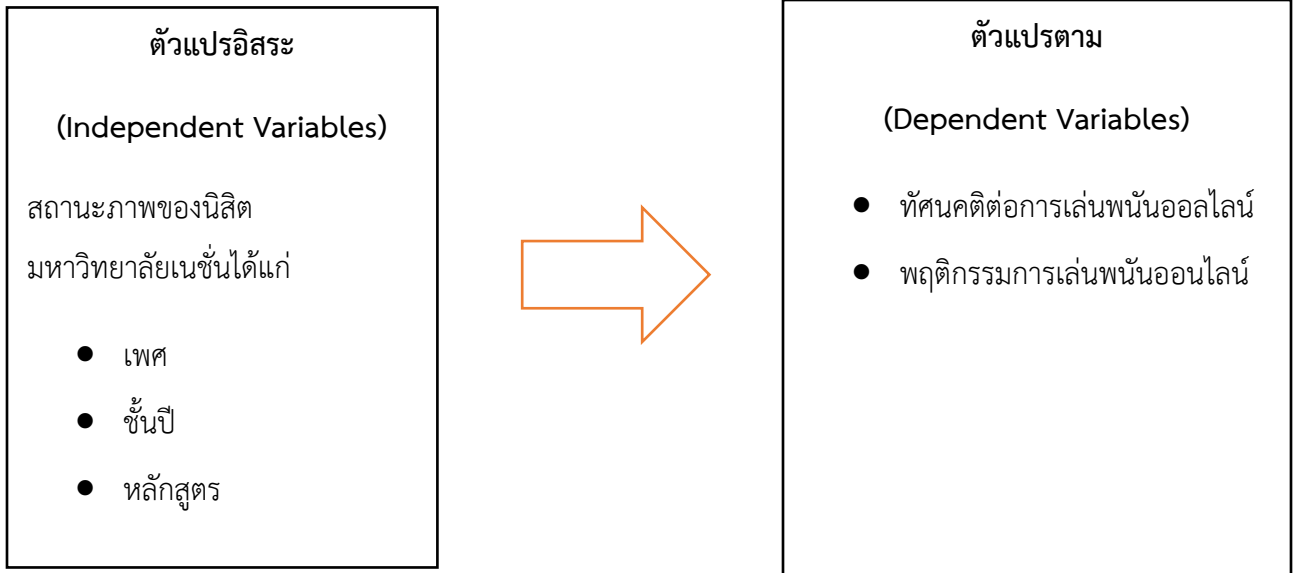 ตัวแปรอิสระ
(Independent Variables)
สถานะภาพของนิสิต
มหาวิทยาลัยเนชั่นได้แก่
● เพศ
● ชั้นปี
● หลักสูตร
ตัวแปรตาม
(Dependent Variables)
● ทัศนคติต่อการเล่นพนันออลไลน์
● พฤติกรรมการเล่นพนันออนไลน์